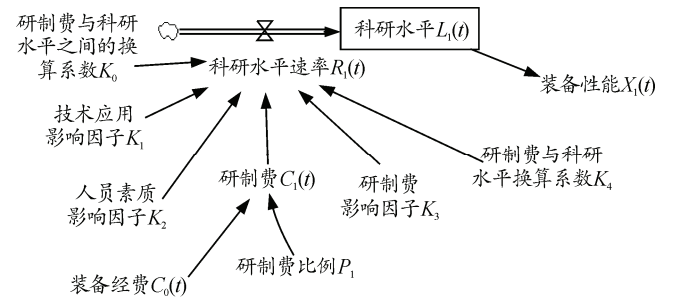 研制费与科研
水平之间的换
算系数K₀
科研水平L₁(t)
科研水平速率R₁(t)
装备性能X₁(t)
技术应用
影响因子K₁
人员素质
影响因子K₂
研制费C₁(t)
研制费
影响因子K₃
研制费与科研
水平换算系数K₄
装备经费C₀(t)
研制费比例P₁